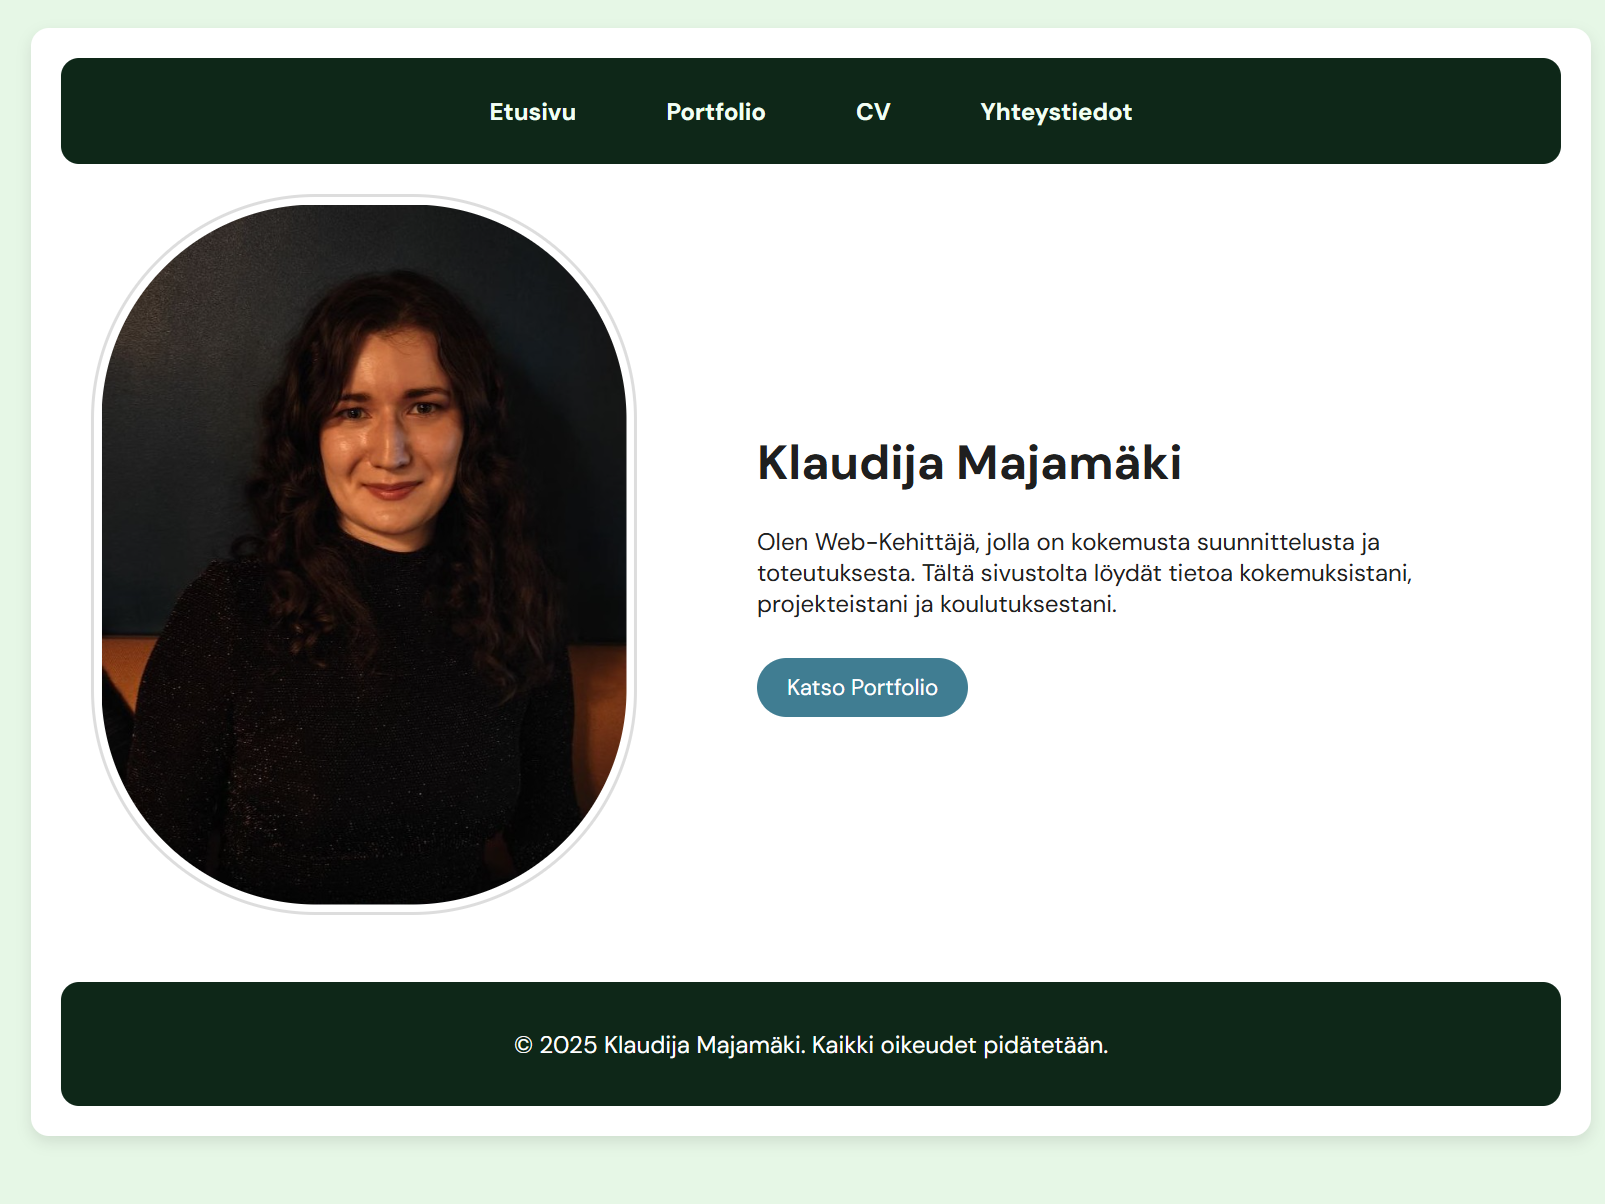 Etusivu Portfolio CV Yhteystiedot
Klaudija Majamäki
Olen Web-Kehittäjä, jolla on kokemusta suunnittelusta ja
toteutuksesta. Tältä sivustolta löydät tietoa kokemuksistani,
projekteistani ja koulutuksestani.
Katso Portfolio
© 2025 Klaudija Majamäki. Kaikki oikeudet pidätetään.